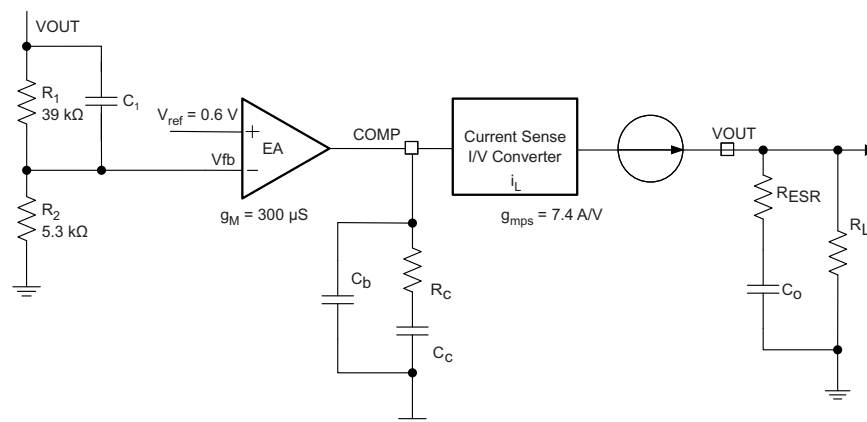 VOUT
R1
39 kΩ
C1
Vref = 0.6 V
Vfb
+
EA
−
gM = 300 µS
R2
5.3 kΩ
COMP
Cb
Rc
Cc
Current Sense
I/V Converter
iL
gmps = 7.4 A/V
VOUT
RESR
Co
RL